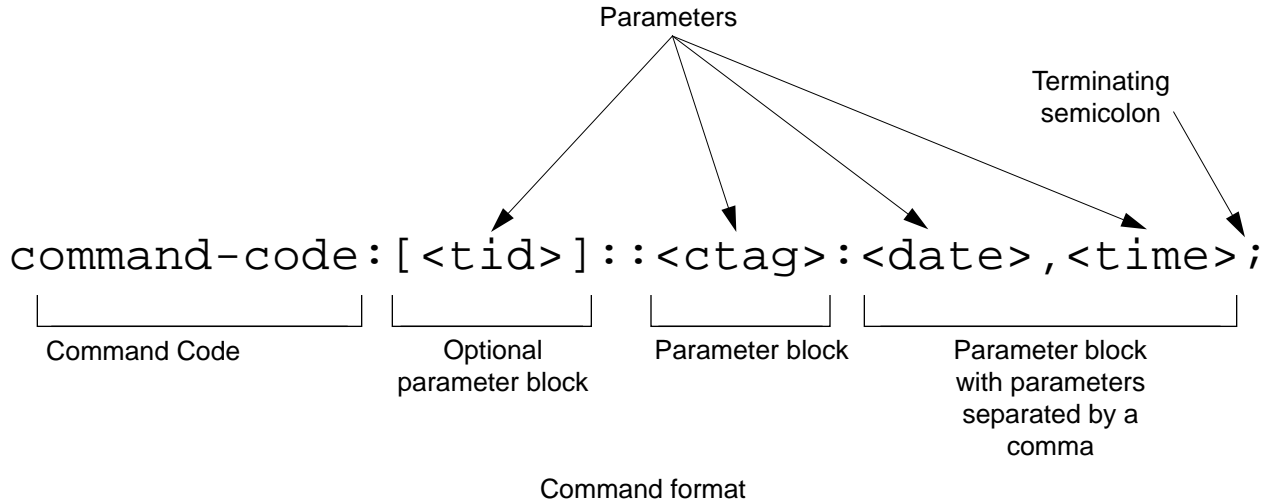 Parameters
Terminating
semicolon
command-code:[<tid>]::<ctag>:<date>,<time>;
Command Code
Optional
parameter block
Parameter block
Parameter block
with parameters
separated by a
comma
Command format